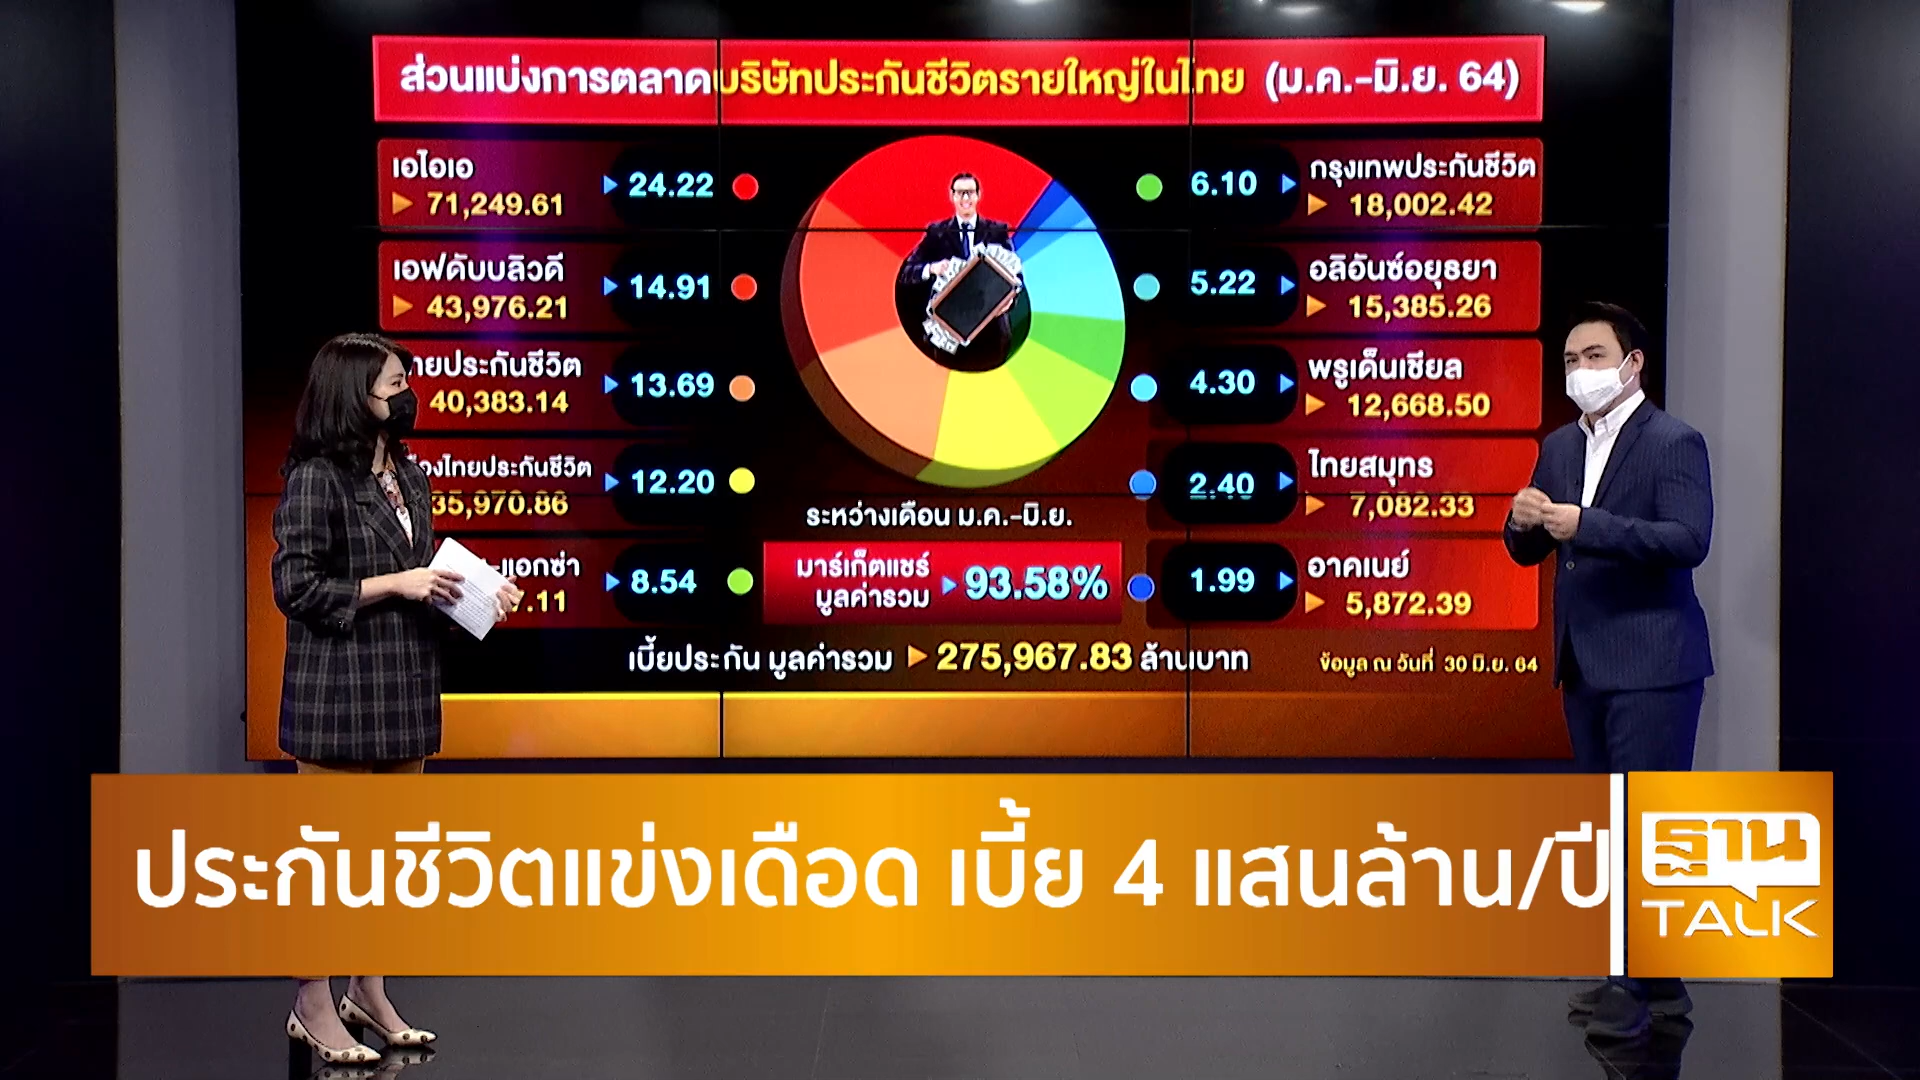 ส่วนแบ่งการตลาดบริษัทประกันชีวิตรายใหญ่ในไทย (ม.ค.-มิ.ย. 64)
เอไอเอ
71,249.61
24.22
เอฟดับบลิวดี
43,976.21
14.91
ไทยประกันชีวิต
40,383.14
13.69
องไทยประกันชีวิต
35,970.86
12.20
-แอกซ่า
7.11
8.54
6.10
กรุงเทพประกันชีวิต
18,002.42
5.22
อลิอันซ์อยุธยา
15,385.26
4.30
พรูเด็นเชียล
12,668.50
2.40
ไทยสมุทร
7,082.33
1.99
อาคเนย์
5,872.39
ระหว่างเดือน ม.ค.-มิ.ย.
มาร์เก็ตแชร์
มูลค่ารวม
93.58%
เบี้ยประกัน มูลค่ารวม 275,967.83 ล้านบาท
ข้อมูล ณ วันที่ 30 มิ.ย. 64
ประกันชีวิตแข่งเดือด เบี้ย 4 แสนล้าน/ปี
ฐาน
TALK